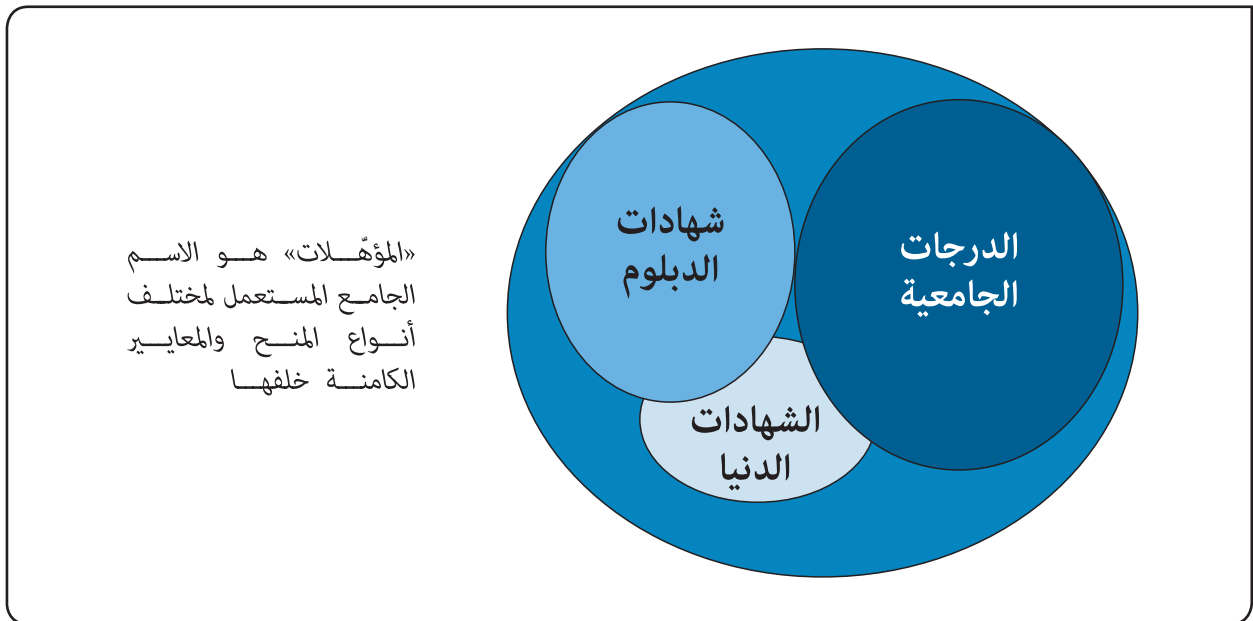 الدرجات
الجامعية
شهادات
الدبلوم
الشهادات
الدنيا
«المؤهّلات» هو الاسم
الجامع المستعمل لمختلف
أنواع المنح والمعايير
الكامنة خلفها